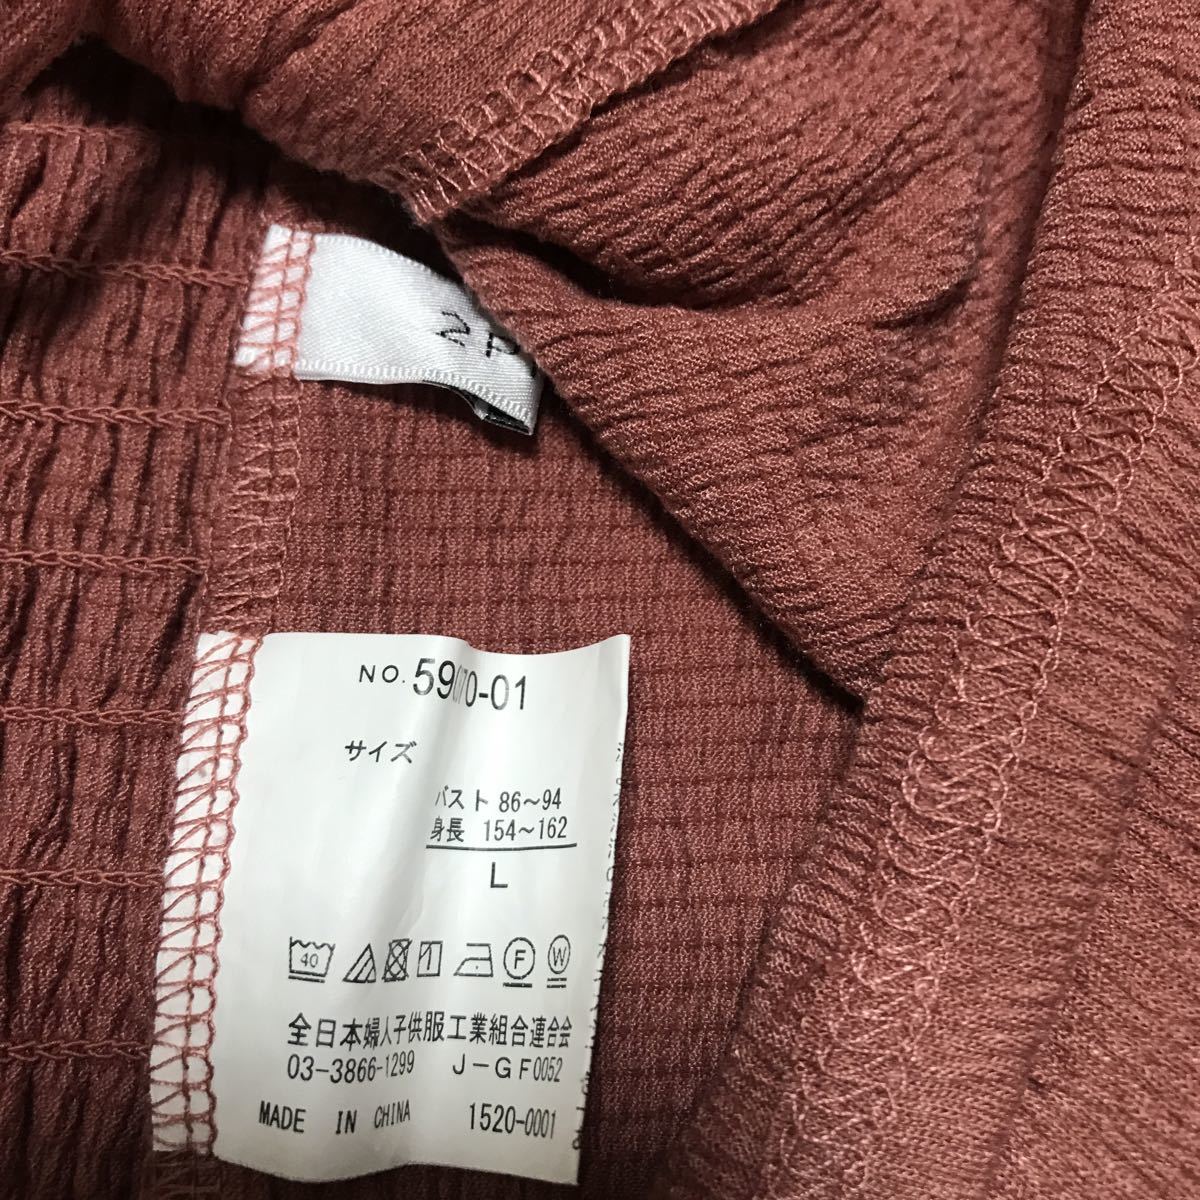 2P
NO. 59070-01
サイズ
バスト 86～94
身長 154～162
L
40
F W
全日本婦人子供服工業組合連合会
03-3866-1299 J-GF0052
MADE IN CHINA 1520-0001